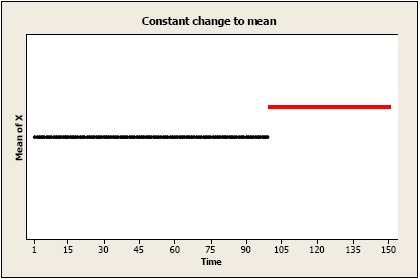 Constant change to mean
Mean of X
1 15 30 45 60 75 90 105 120 135 150
Time